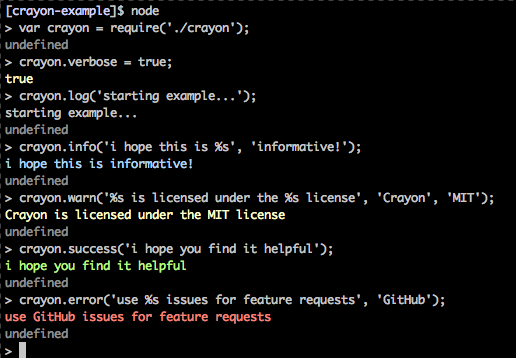 [crayon-example]$ node
> var crayon = require('./crayon');
undefined
> crayon.verbose = true;
true
> crayon.log('starting example...');
starting example...
undefined
> crayon.info('i hope this is %s', 'informative!');
i hope this is informative!
undefined
> crayon.warn('%s is licensed under the %s license', 'Crayon', 'MIT');
Crayon is licensed under the MIT license
undefined
> crayon.success('i hope you find it helpful');
i hope you find it helpful
undefined
> crayon.error('use %s issues for feature requests', 'GitHub');
use GitHub issues for feature requests
undefined
>